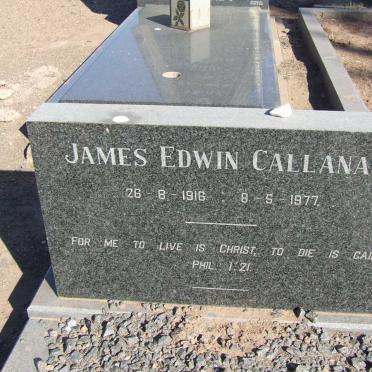 JAMES EDWIN CALLANA
26-8-1916 : 8-5-1977.
FOR ME TO LIVE IS CHRIST, TO DIE IS GAI
PHIL. 1:21